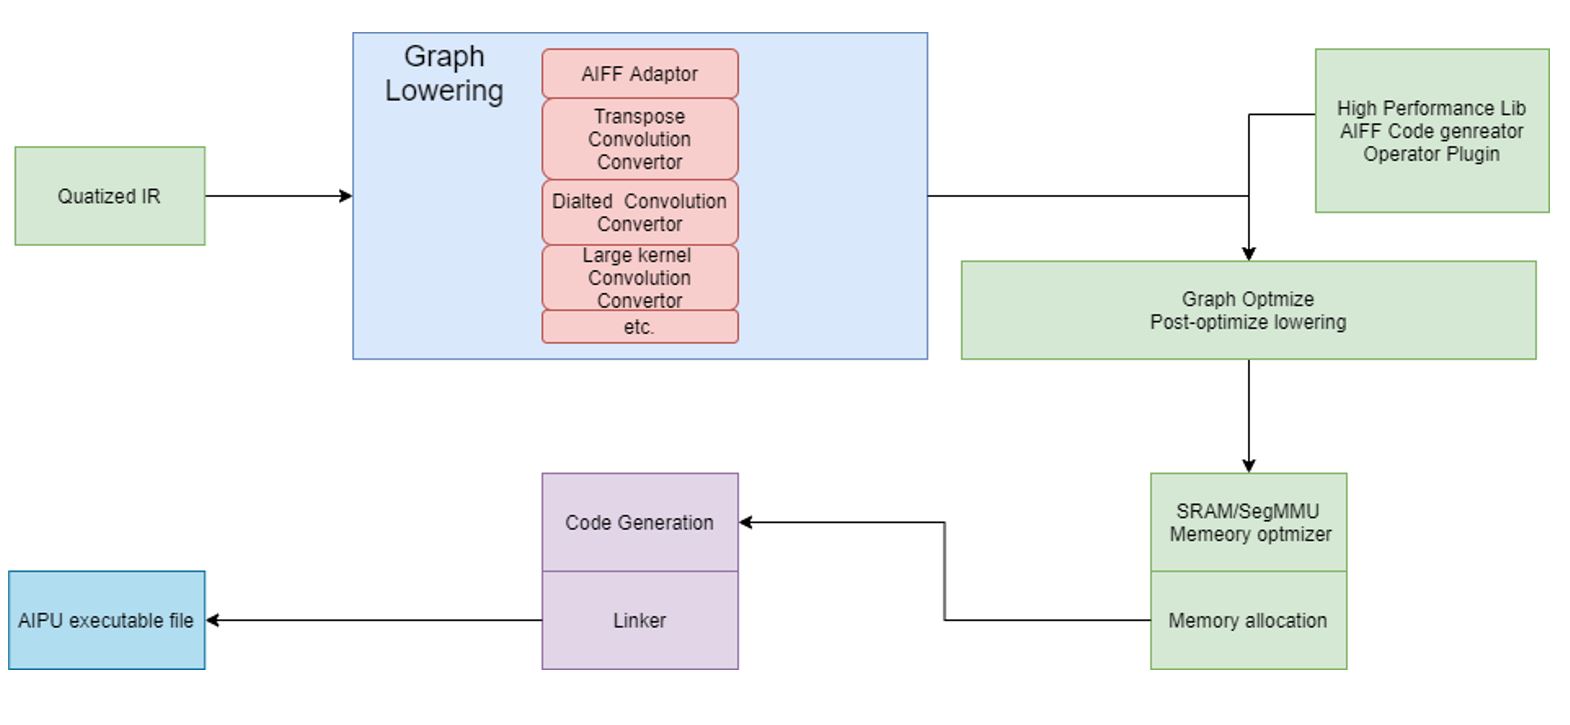 Graph
Lowering
AIFF Adaptor
Transpose
Convolution
Convertor
Dialted Convolution
Convertor
Large kernel
Convolution
Convertor
etc.
Quatized IR
High Performance Lib
AIFF Code genreator
Operator Plugin
Graph Optmize
Post-optimize lowering
SRAM/SegMMU
Memeory optmizer
Memory allocation
Code Generation
Linker
AIPU executable file